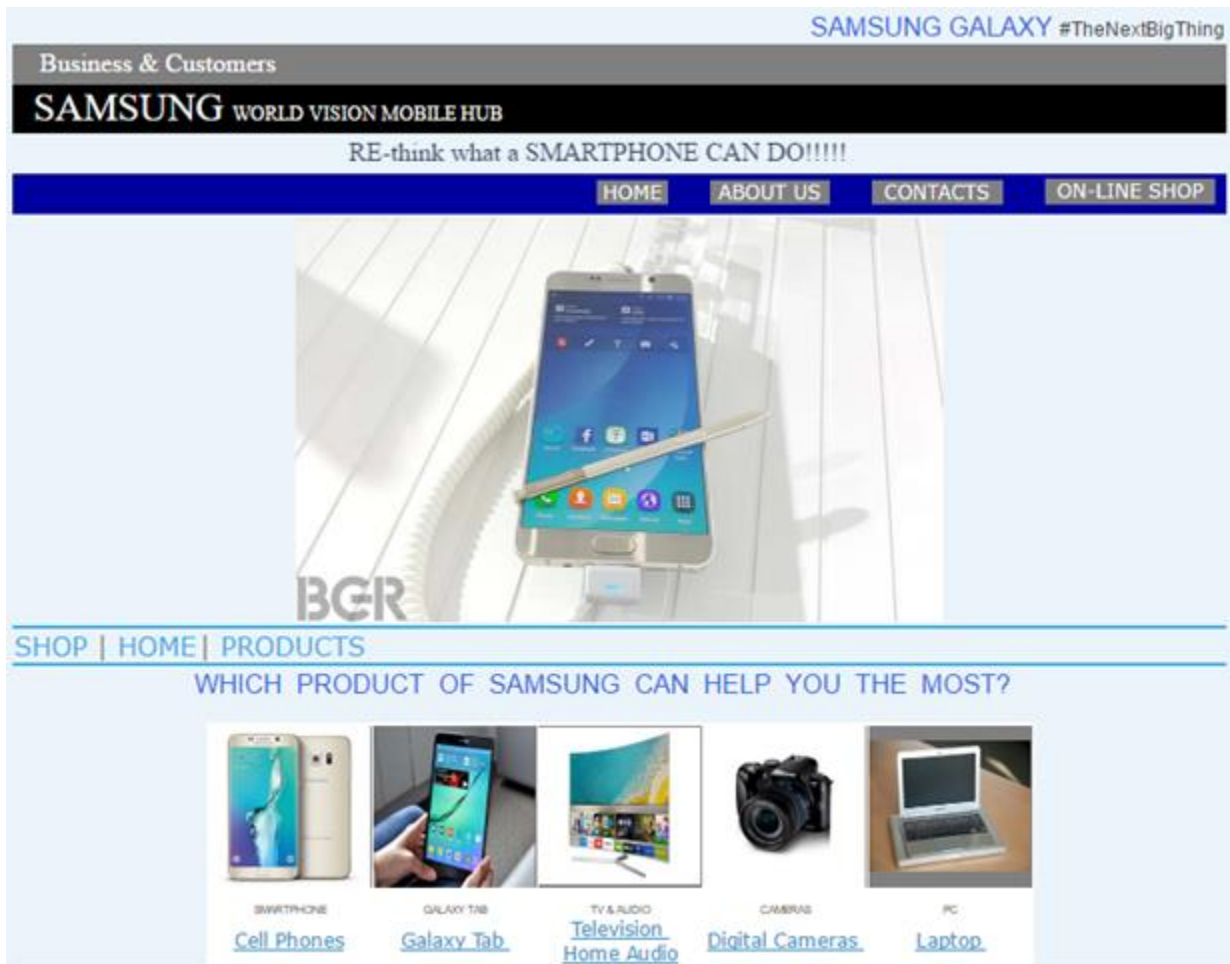 SAMSUNG GALAXY #TheNextBigThing
Business & Customers
SAMSUNG WORLD VISION MOBILE HUB
RE-think what a SMARTPHONE CAN DO!!!!!
HOME ABOUT US CONTACTS ON-LINE SHOP
BGR
SHOP | HOME | PRODUCTS
WHICH PRODUCT OF SAMSUNG CAN HELP YOU THE MOST?
SMARTPHONE GALAXY TAB TV & AUDIO CAMERAS PC
Cell Phones Galaxy Tab Television Home Audio Digital Cameras Laptop